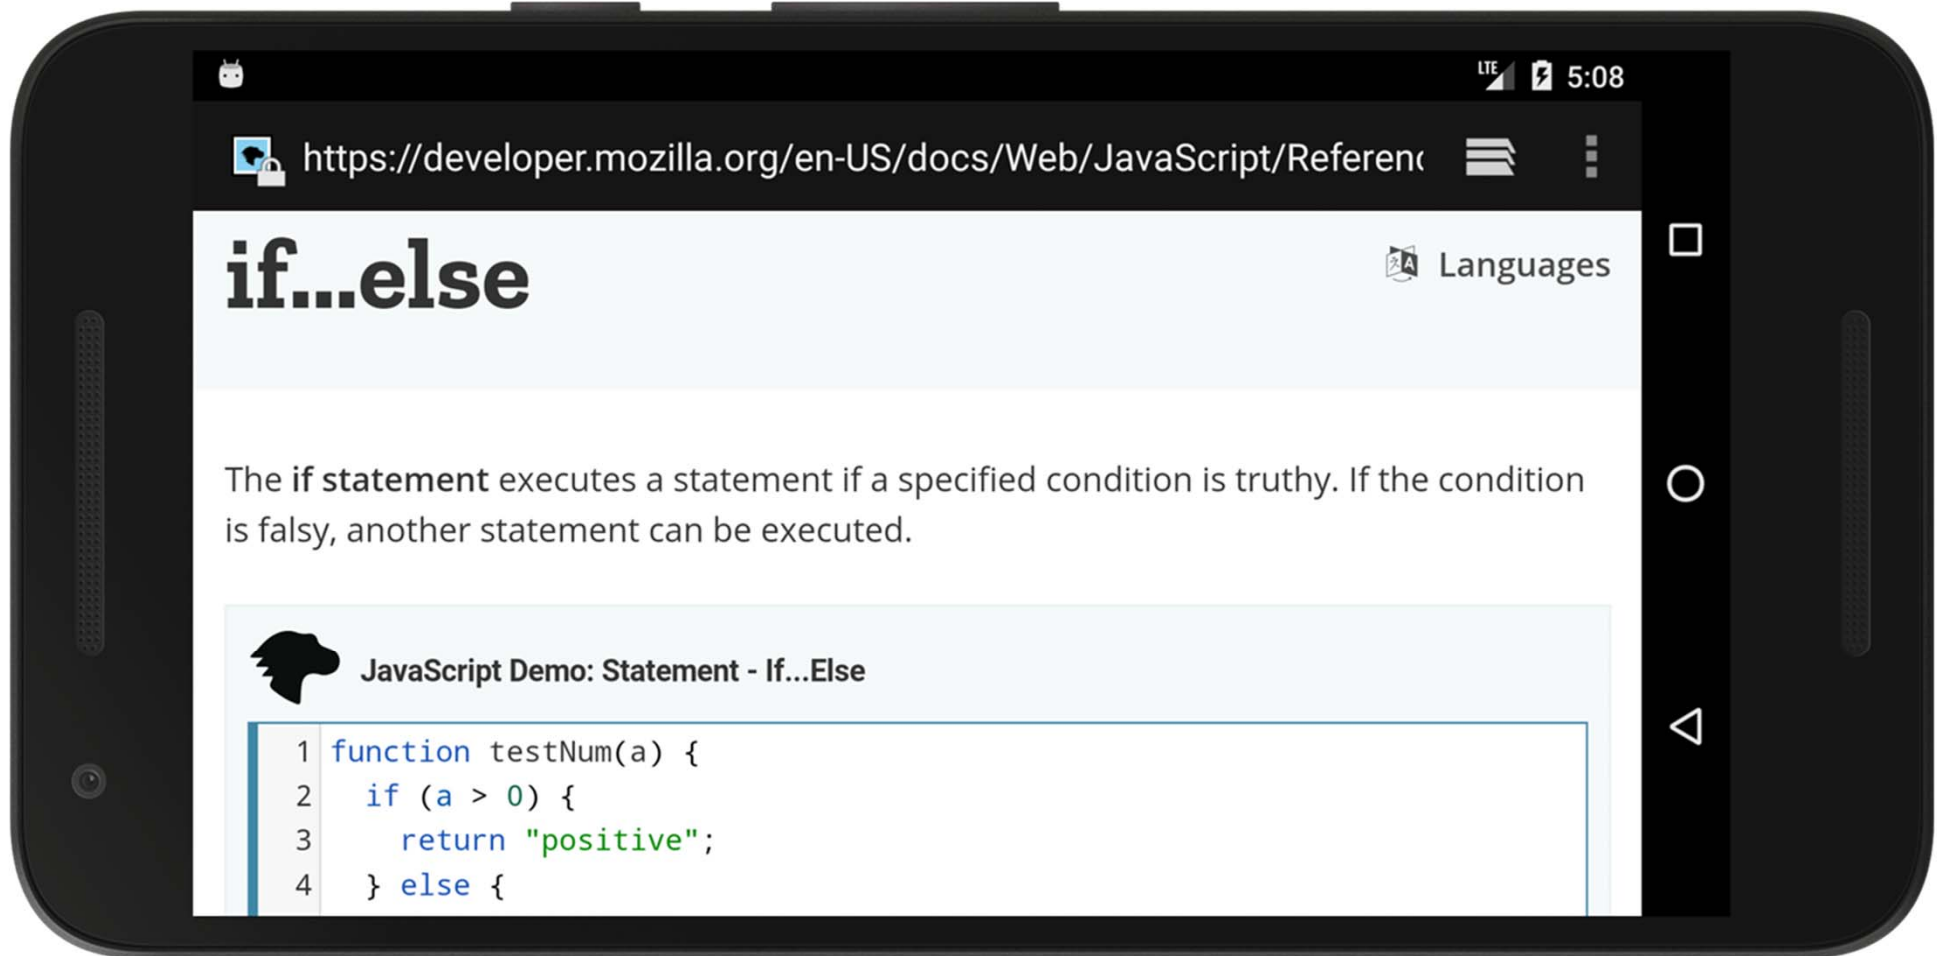 LTE 5:08
https://developer.mozilla.org/en-US/docs/Web/JavaScript/Referenc
if...else
Languages
The if statement executes a statement if a specified condition is truthy. If the condition
is falsy, another statement can be executed.
JavaScript Demo: Statement - If...Else
1 function testNum(a) {
2 if (a > 0) {
3 return "positive";
4 } else {